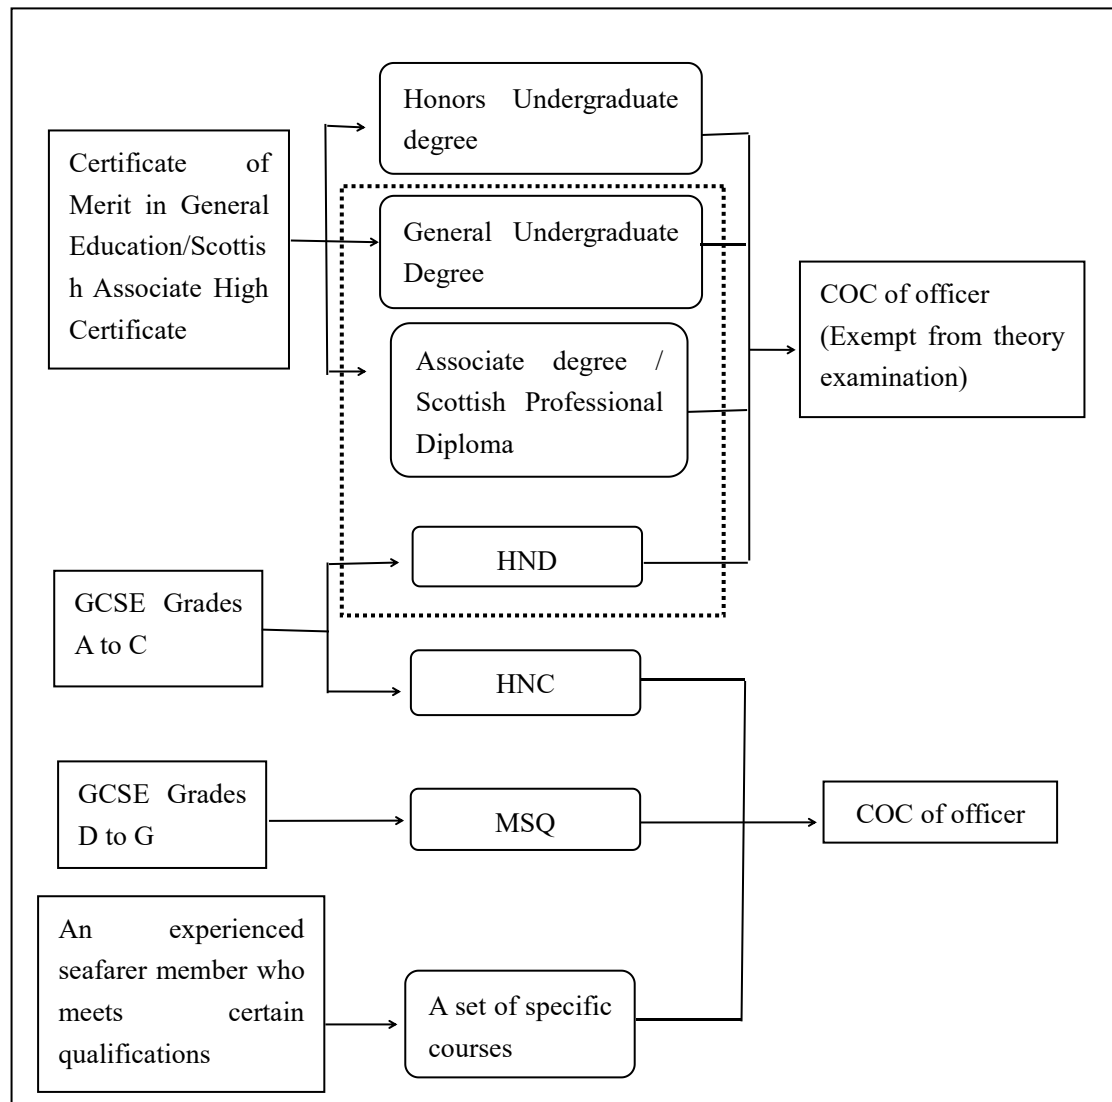 Honors Undergraduate
degree
Certificate of
Merit in General
Education/Scottis
h Associate High
Certificate
General Undergraduate
Degree
Associate degree /
Scottish Professional
Diploma
COC of officer
(Exempt from theory
examination)
HND
GCSE Grades
A to C
HNC
GCSE Grades
D to G
MSQ
COC of officer
An experienced
seafarer member who
meets certain
qualifications
A set of specific
courses